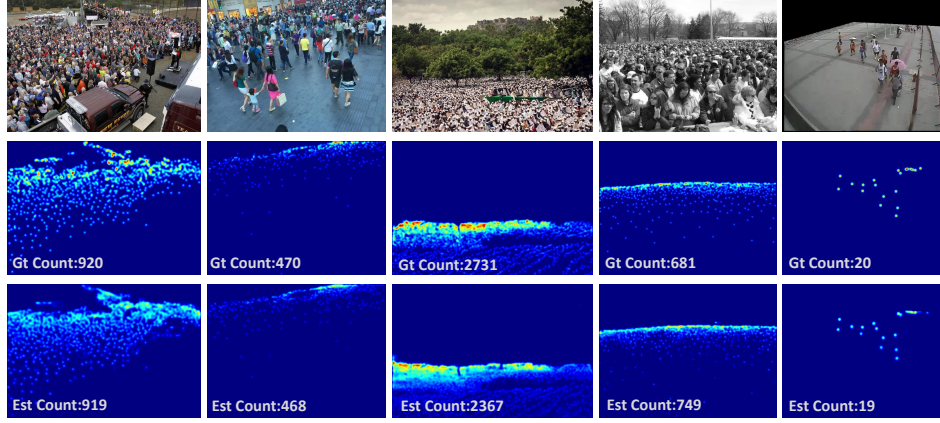 Gt Count:920
Gt Count:470
Gt Count:2731
Gt Count:681
Gt Count:20
Est Count:919
Est Count:468
Est Count:2367
Est Count:749
Est Count:19